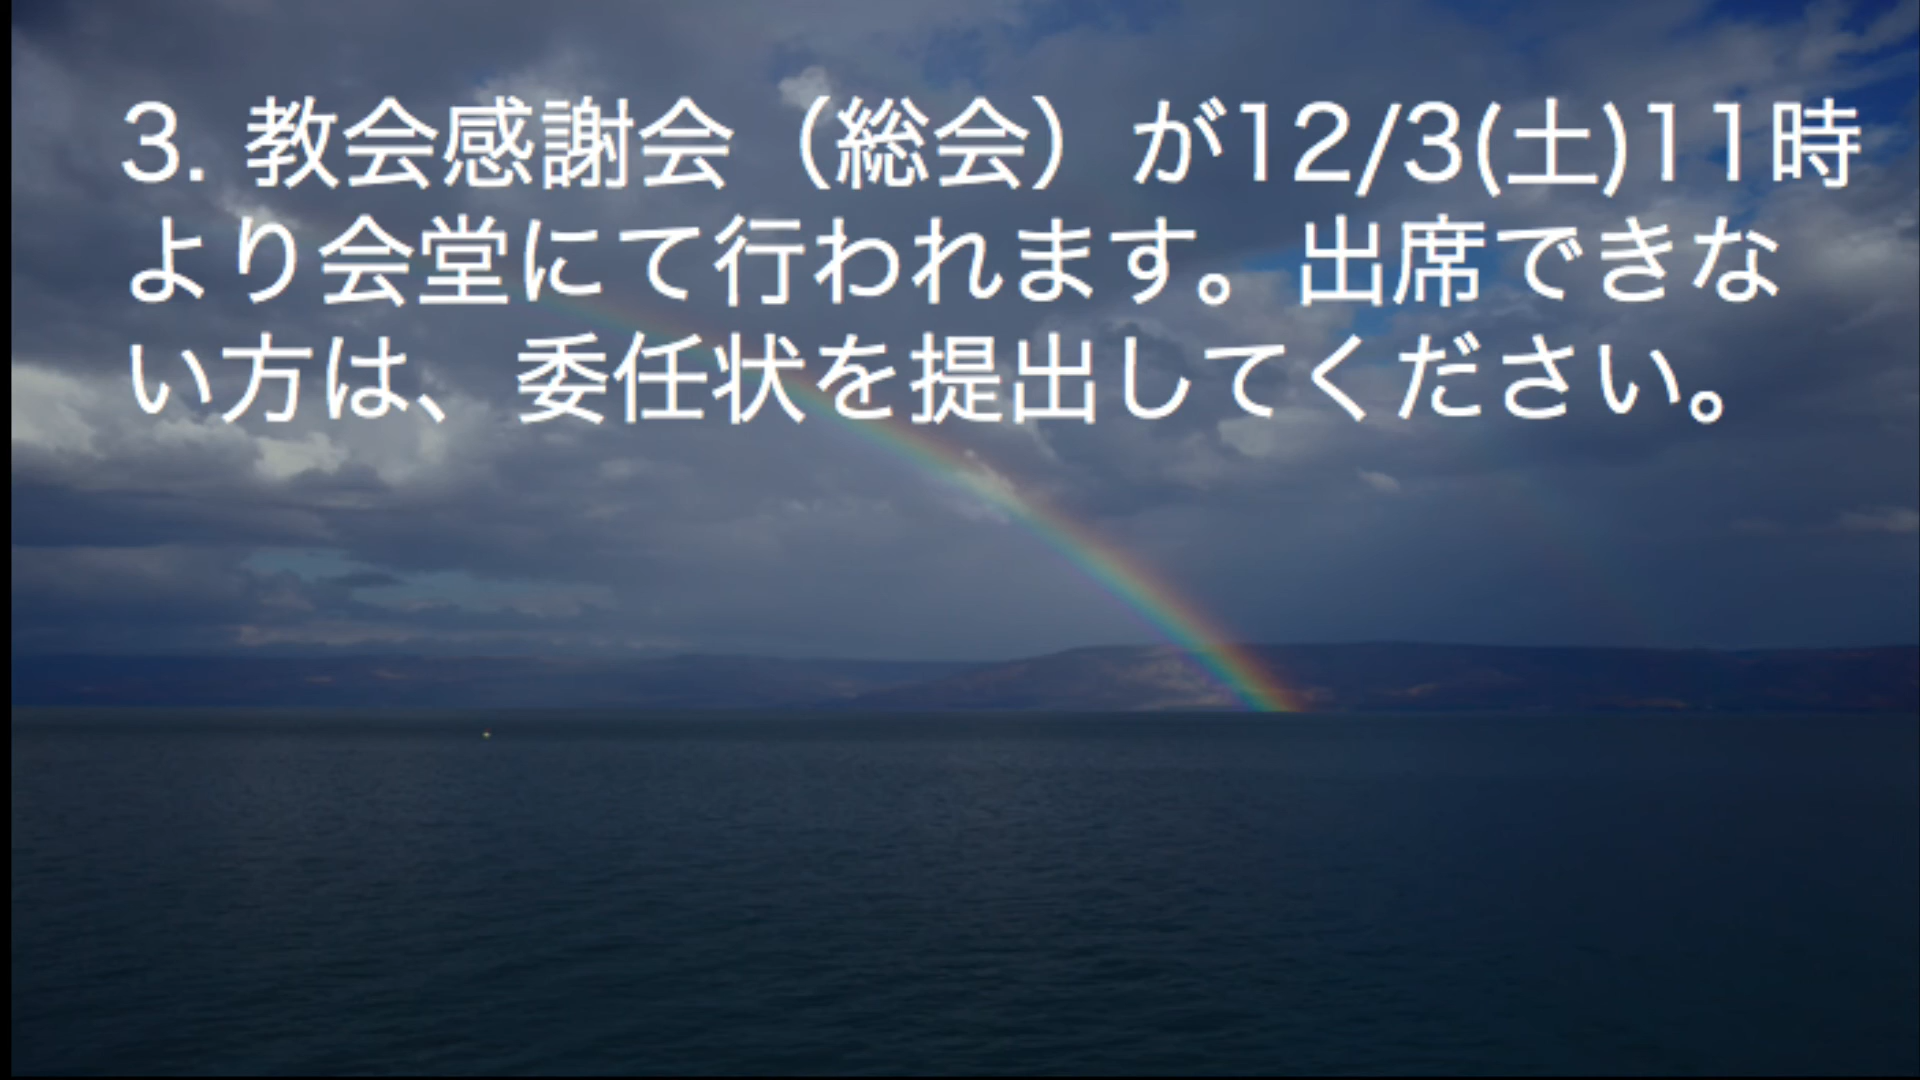 3. 教会感謝会（総会）が12/3(土)11時
より会堂にて行われます。出席できな
い方は、委任状を提出してください。